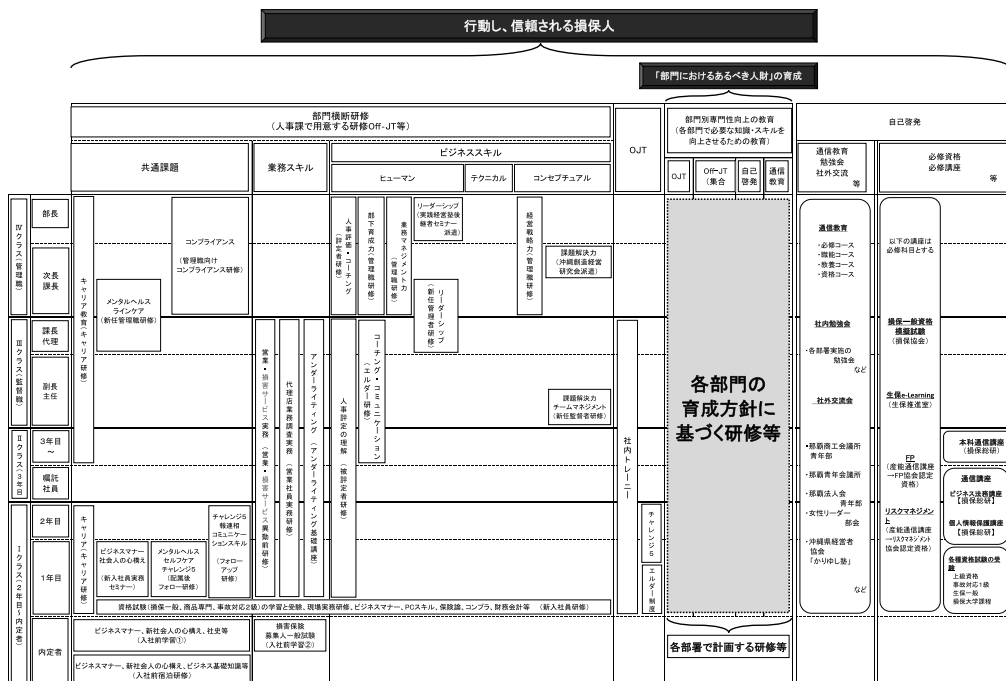 行動し、信頼される損保人
「部門におけるあるべき人財」の育成
部門横断研修
(人事課で用意する研修Off-JT等)
OJT
部門別専門性向上の教育
(各部門で必要な知識・スキルを
向上させるための教育)
自己啓発
共通課題
業務スキル
ビジネススキル
ヒューマン
テクニカル
コンセプチュアル
OJT
Off-JT
(集合)
自己
啓発
通信
教育
通信教育
勉強会
社外交流
等
必修資格
必修講座
等
Ⅳクラス(管理職)
部長
次長
課長
Ⅲクラス(監督職)
課長
代理
副長
主任
Ⅱクラス(3年目)
3年目
~
嘱託
社員
Ⅰクラス(2年目~内定者)
2年目
1年目
内定者
キャリア教育(キャリア研修)
コンプライアンス
(管理職向け
コンプライアンス研修)
メンタルヘルス
ラインケア
(新任管理職研修)
人事評価・コーチング
(評定者研修)
部下育成力
(管理職研修)
業務マネジメント力
(管理職研修)
リーダーシップ
(実践経営塾後
継者セミナー
派遣)
リーダーシップ
(新任管理者研修)
経営戦略力
(管理職研修)
課題解決力
(沖縄創造経営
研究会派遣)
営業・損害サービス実務(営業・損害サービス異動前研修)
代理店業務調査実務(営業社員実務研修)
アンダーライティング(アンダーライティング基礎講座)
人事評定の理解(被評定者研修)
コーチング・コミュニケーション
(エルダー研修)
課題解決力
チームマネジメント
(新任監督者研修)
社内トレーニー
チャレンジ5
エルダー制度
キャリア(キャリア研修)
ビジネスマナー
社会人の心構え
(新入社員実務
セミナー)
メンタルヘルス
セルフケア
チャレンジ5
(配属後
フォロー研修)
チャレンジ5
報連相
コミュニケー
ションスキル
(フォロー
アップ
研修)
資格試験(損保一般、商品専門、事故対応2級)の学習と受験、現場実務研修、ビジネスマナー、PCスキル、保険論、コンプラ、財務会計等 (新入社員研修)
ビジネスマナー、新社会人の心構え、社史等
(入社前学習①)
損害保険
募集人一般試験
(入社前学習②)
ビジネスマナー、新社会人の心構え、ビジネス基礎知識等
(入社前宿泊研修)
各部門の
育成方針に
基づく研修等
各部署で計画する研修等
通信教育
・必修コース
・職能コース
・教養コース
・資格コース
社内勉強会
・各部署実施の
勉強会
など
社外交流会
・那覇商工会議所
青年部
・那覇青年会議所
・那覇法人会
青年部
・女性リーダー
部会
・沖縄県経営者
協会
「かりゆし塾」
など
以下の講座は
必修科目とする
損保一般資格
模擬試験
(損保協会)
生保e-Learning
(生保推進室)
FP
(産能通信講座
→FP協会認定
資格)
リスクマネジメン
ト
(産能通信講座
→リスクマネジメント
協会認定資格)
本科通信講座
(損保総研)
通信講座
ビジネス法務講座
【損保総研】
個人情報保護講座
【損保総研】
各種資格試験の受
験
上級資格
事故対応1級
生保一般
損保大学課程